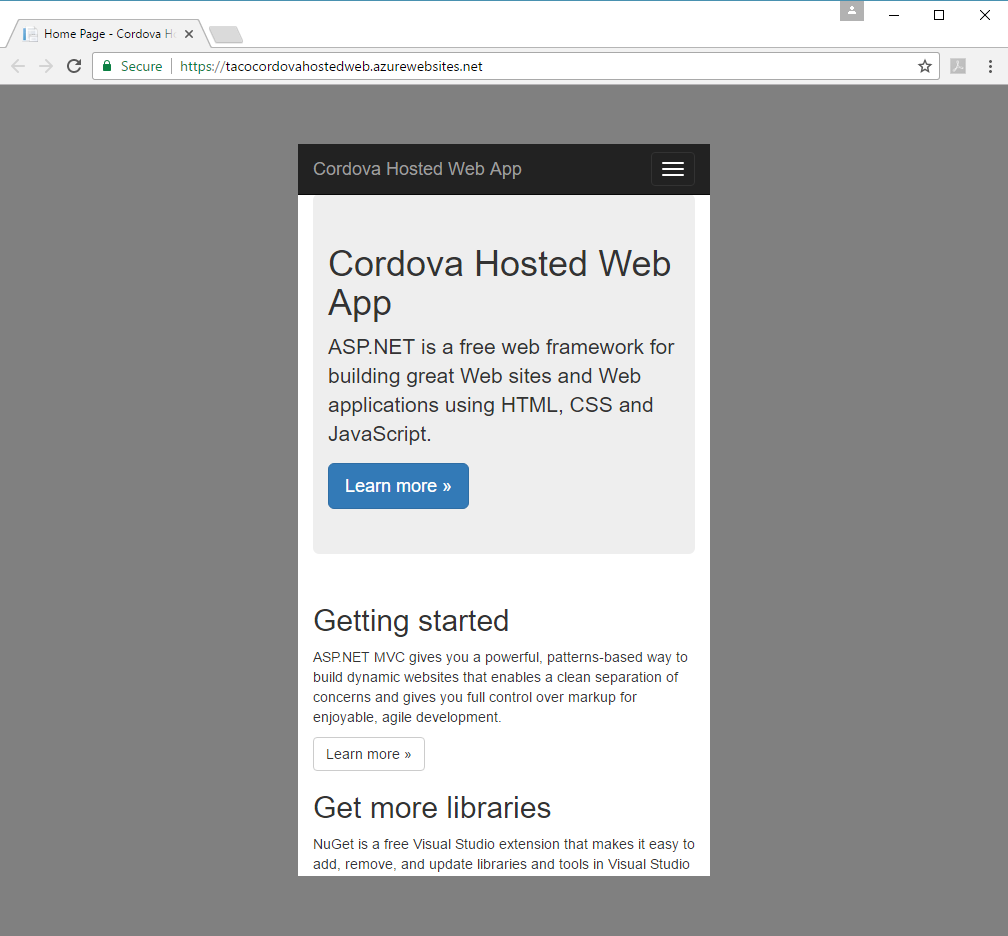 Home Page - Cordova Ho
Secure
https://tacocordovahostedweb.azurewebsites.net
Cordova Hosted Web App
Cordova Hosted Web
App
ASP.NET is a free web framework for
building great Web sites and Web
applications using HTML, CSS and
JavaScript.
Learn more »
Getting started
ASP.NET MVC gives you a powerful, patterns-based way to
build dynamic websites that enables a clean separation of
concerns and gives you full control over markup for
enjoyable, agile development.
Learn more »
Get more libraries
NuGet is a free Visual Studio extension that makes it easy to
add, remove, and update libraries and tools in Visual Studio